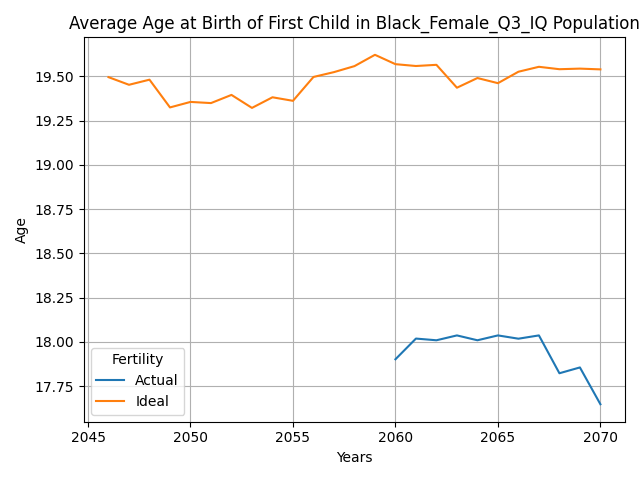 Average Age at Birth of First Child in Black_Female_Q3_IQ Population
Age
19.50
19.25
19.00
18.75
18.50
18.25
18.00
17.75
Fertility
Actual
Ideal
2045 2050 2055 2060 2065 2070
Years